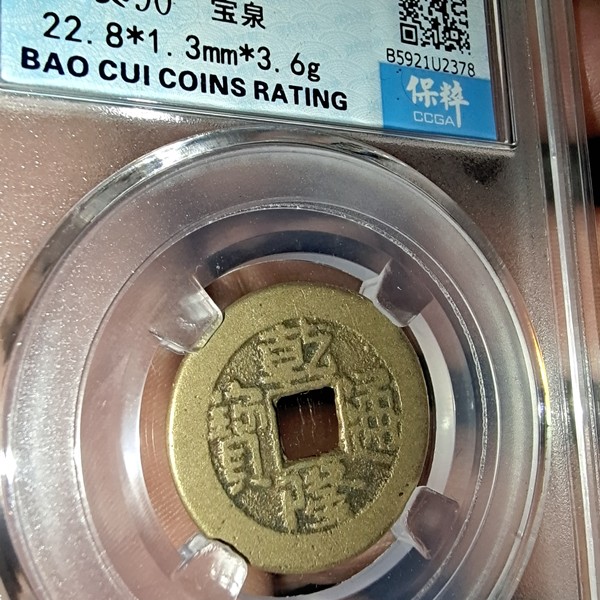 90 宝泉
22.8*1.3mm*3.6g
BAO CUI COINS RATING
B5921U2378
保粹
CCGA
乾隆通寶